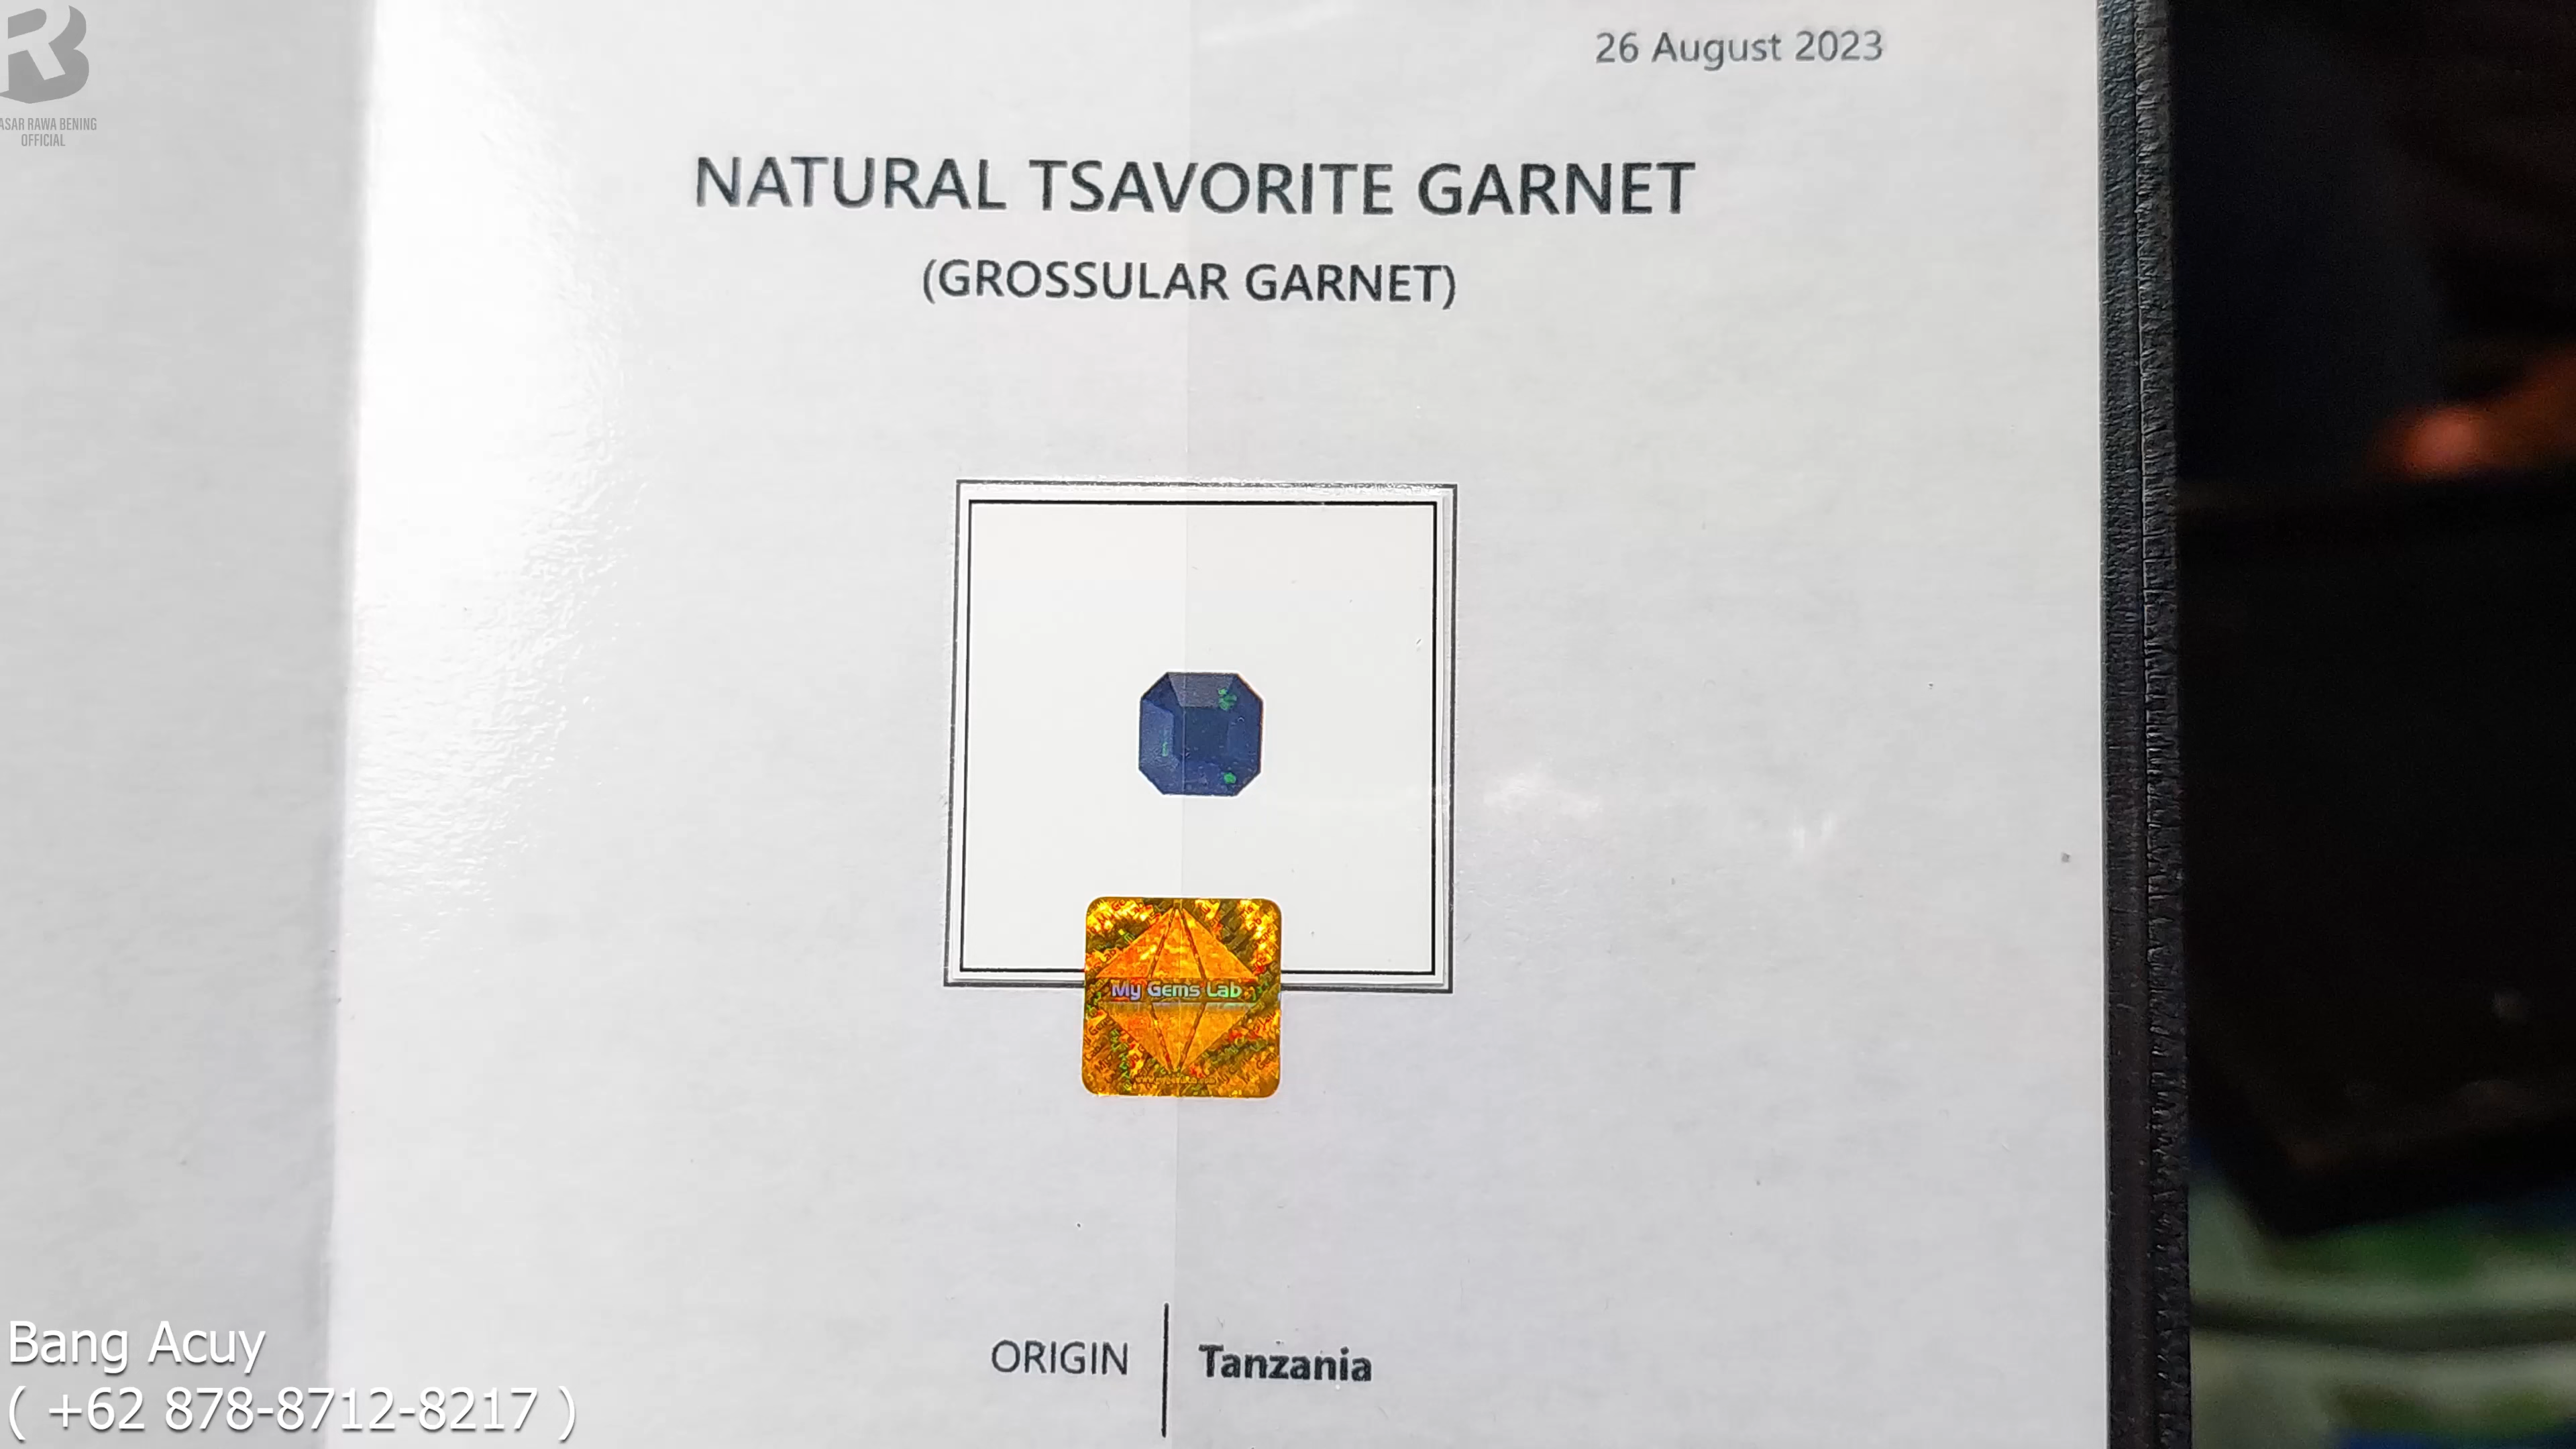 ASAR RAWA BENING
OFFICIAL
26 August 2023
NATURAL TSAVORITE GARNET
(GROSSULAR GARNET)
My Gems Lab
ORIGIN Tanzania
Bang Acuy
( +62 878-8712-8217 )